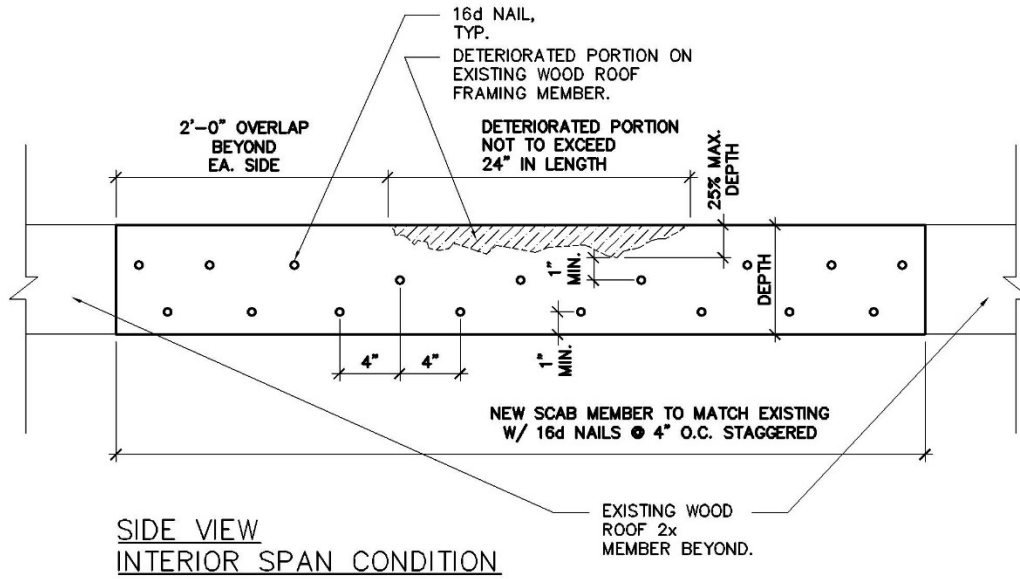 16d NAIL,
TYP.
DETERIORATED PORTION ON
EXISTING WOOD ROOF
FRAMING MEMBER.
2'-0" OVERLAP
BEYOND
EA. SIDE
DETERIORATED PORTION
NOT TO EXCEED
24" IN LENGTH
25% MAX.
DEPTH
1"
MIN.
DEPTH
4"
4"
1"
MIN.
NEW SCAB MEMBER TO MATCH EXISTING
W/ 16d NAILS @ 4" O.C. STAGGERED
EXISTING WOOD
ROOF 2x
MEMBER BEYOND.
SIDE VIEW
INTERIOR SPAN CONDITION